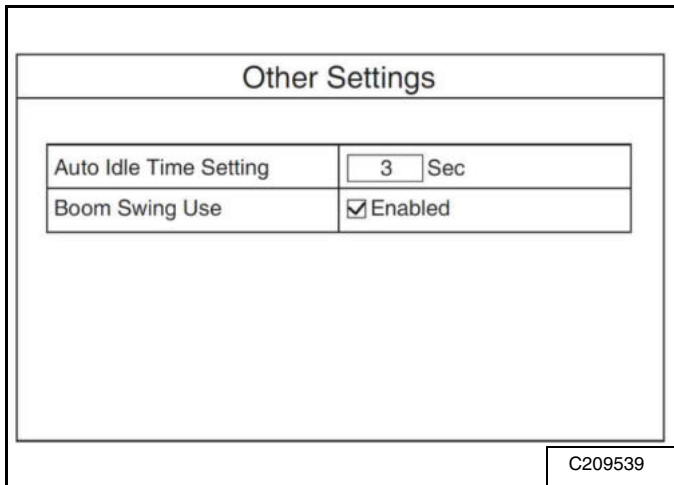 Other Settings
Auto Idle Time Setting 3 Sec
Boom Swing Use Enabled
C209539